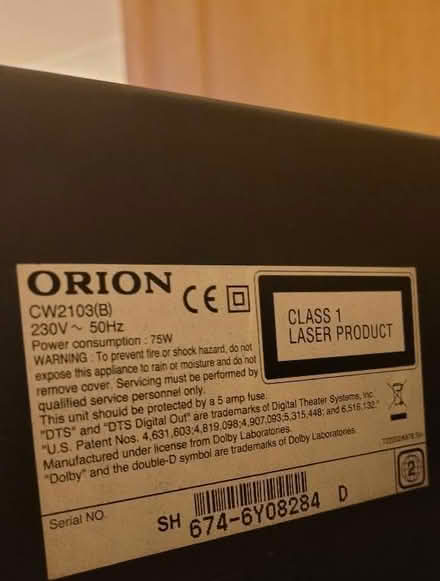 ORION
CW2103(B)
230V ~ 50Hz
Power consumption : 75W
WARNING : To prevent fire or shock hazard, do not
expose this appliance to rain or moisture and do not
remove cover. Servicing must be performed by
qualified service personnel only.
This unit should be protected by a 5 amp fuse.
"DTS" and "DTS Digital Out" are trademarks of Digital Theater Systems, Inc.
"U.S. Patent Nos. 4,631,603;4,819,098;4,907,093;5,315,448; and 6,516,132."
Manufactured under license from Dolby Laboratories.
"Dolby" and the double-D symbol are trademarks of Dolby Laboratories.
CE
CLASS 1
LASER PRODUCT
2
Serial NO.
SH 674-6Y08284 D